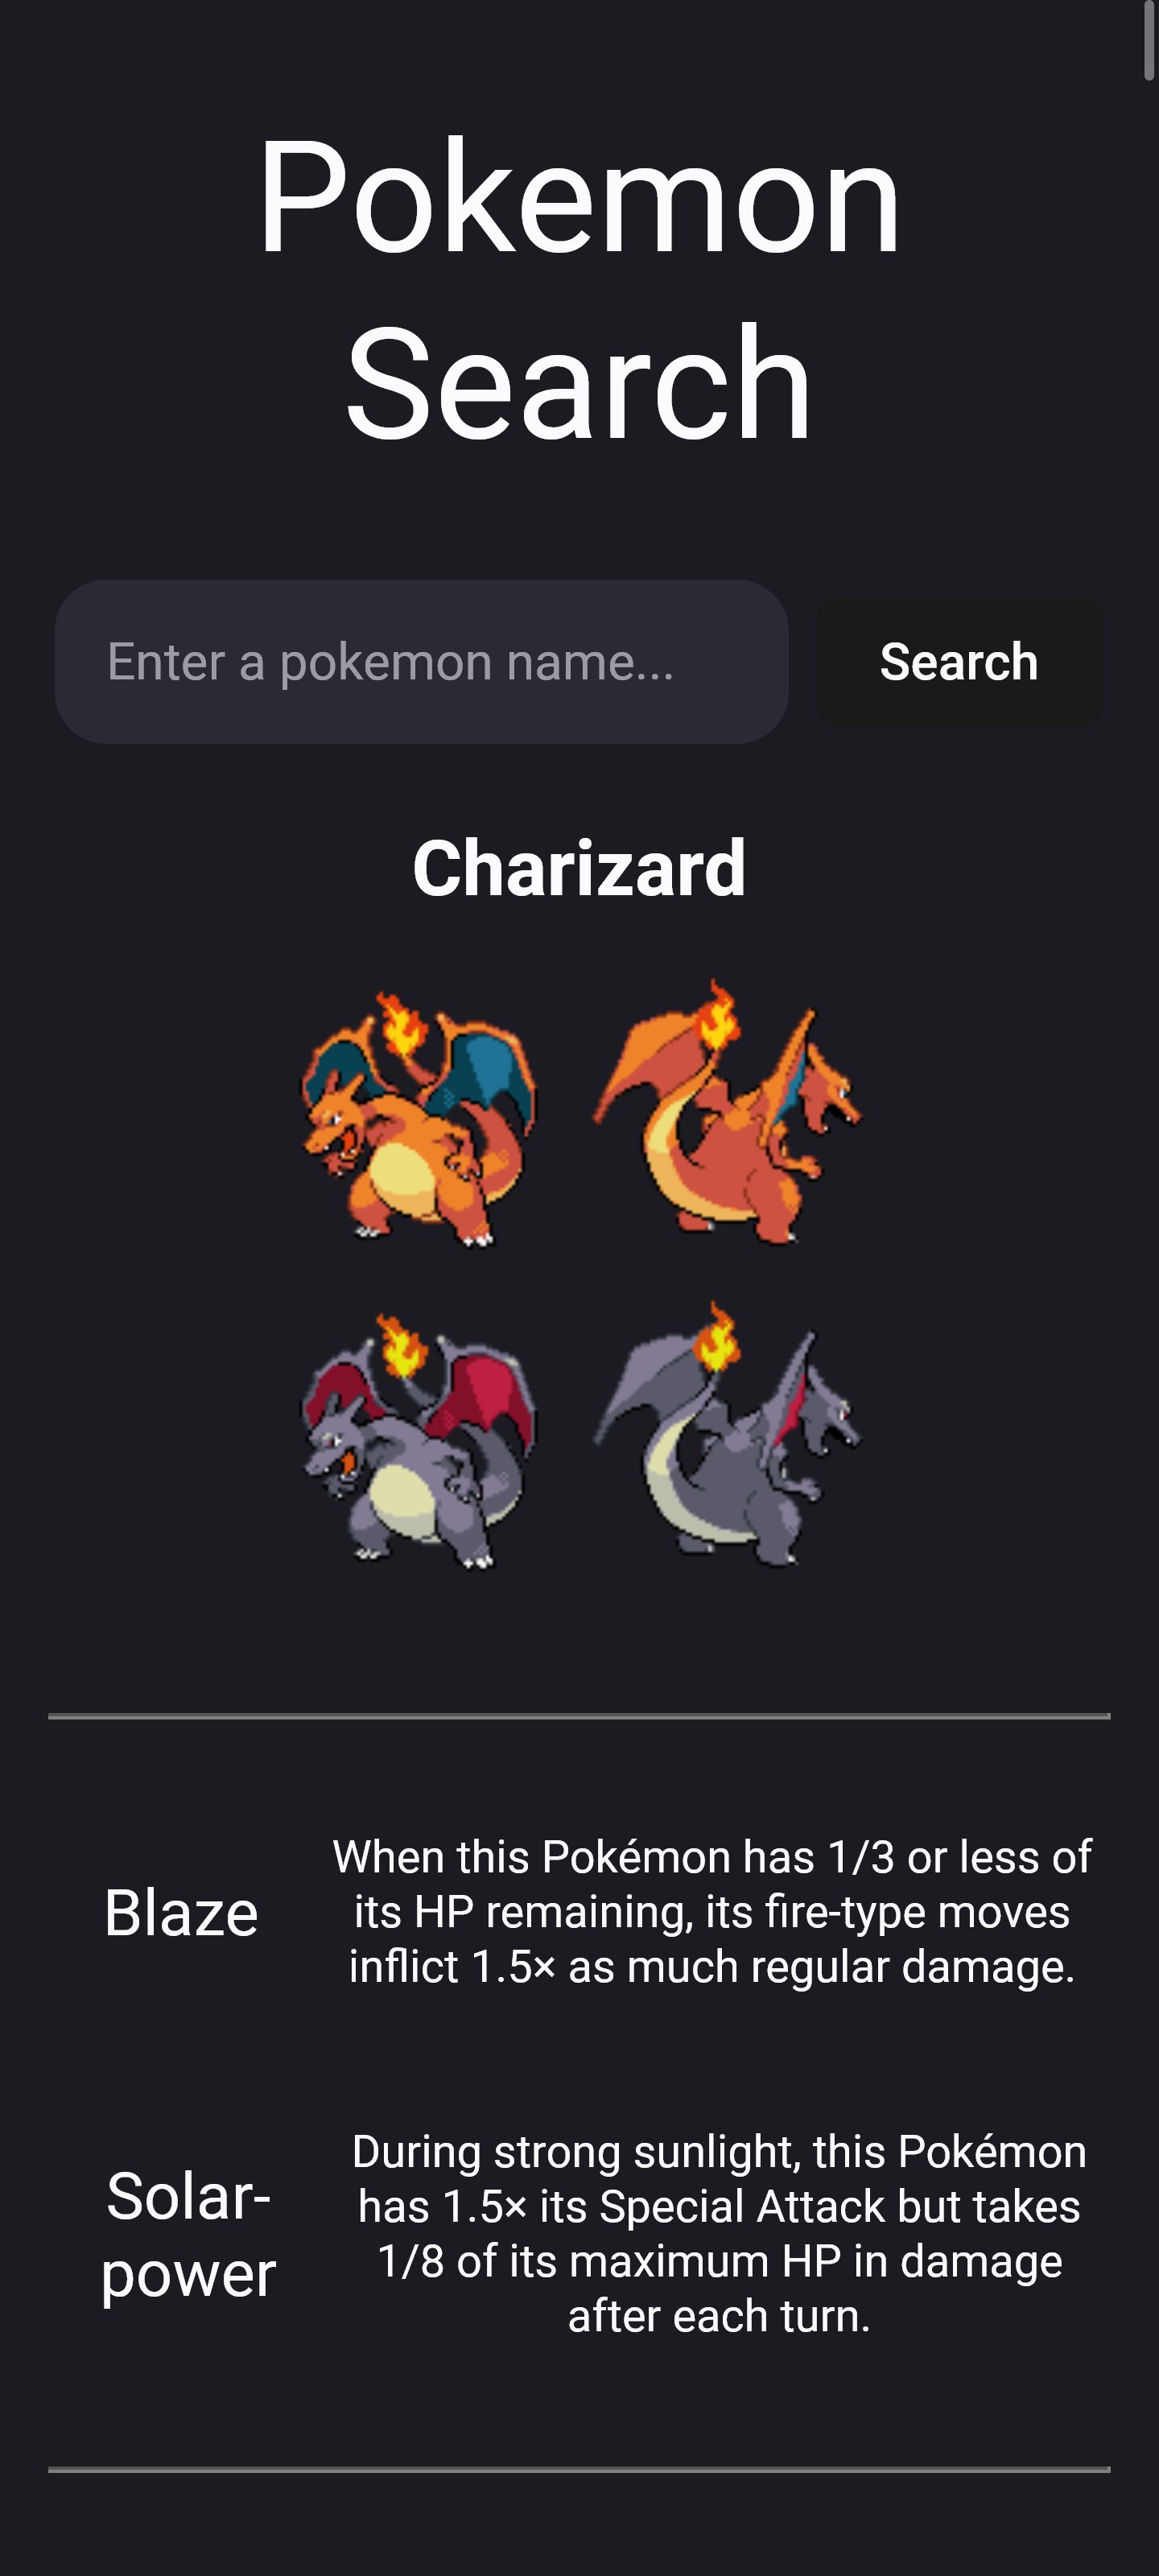 Pokemon
Search
Enter a pokemon name...
Search
Charizard
Blaze
When this Pokémon has 1/3 or less of
its HP remaining, its fire-type moves
inflict 1.5× as much regular damage.
Solar-
power
During strong sunlight, this Pokémon
has 1.5× its Special Attack but takes
1/8 of its maximum HP in damage
after each turn.